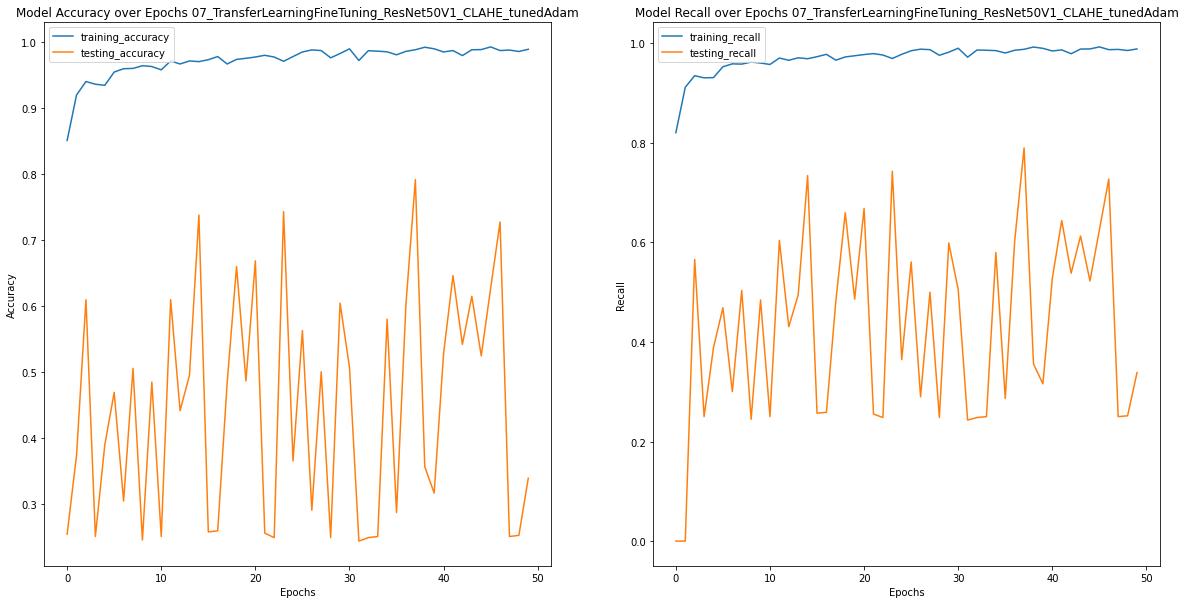 Model Accuracy over Epochs 07_TransferLearningFineTuning_ResNet50V1_CLAHE_tunedAdam
training_accuracy
testing_accuracy
1.0
0.9
0.8
0.7
0.6
0.5
0.4
0.3
Accuracy
0
10
20
30
40
50
Epochs
Model Recall over Epochs 07_TransferLearningFineTuning_ResNet50V1_CLAHE_tunedAdam
training_recall
testing_recall
1.0
0.8
0.6
0.4
0.2
0.0
Recall
0
10
20
30
40
50
Epochs